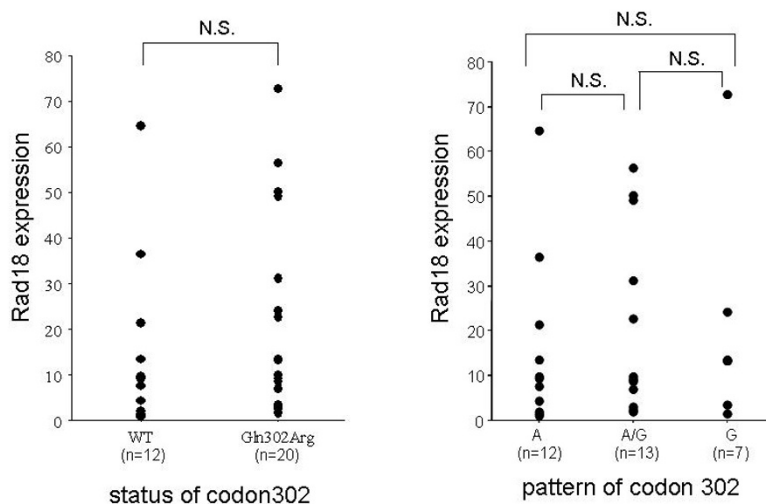 N.S.
80
70
60
50
40
30
20
10
0
Rad18 expression
WT Gln302Arg
(n=12) (n=20)
status of codon302
N.S.
N.S.
N.S.
80
70
60
50
40
30
20
10
0
Rad18 expression
A A/G G
(n=12) (n=13) (n=7)
pattern of codon 302